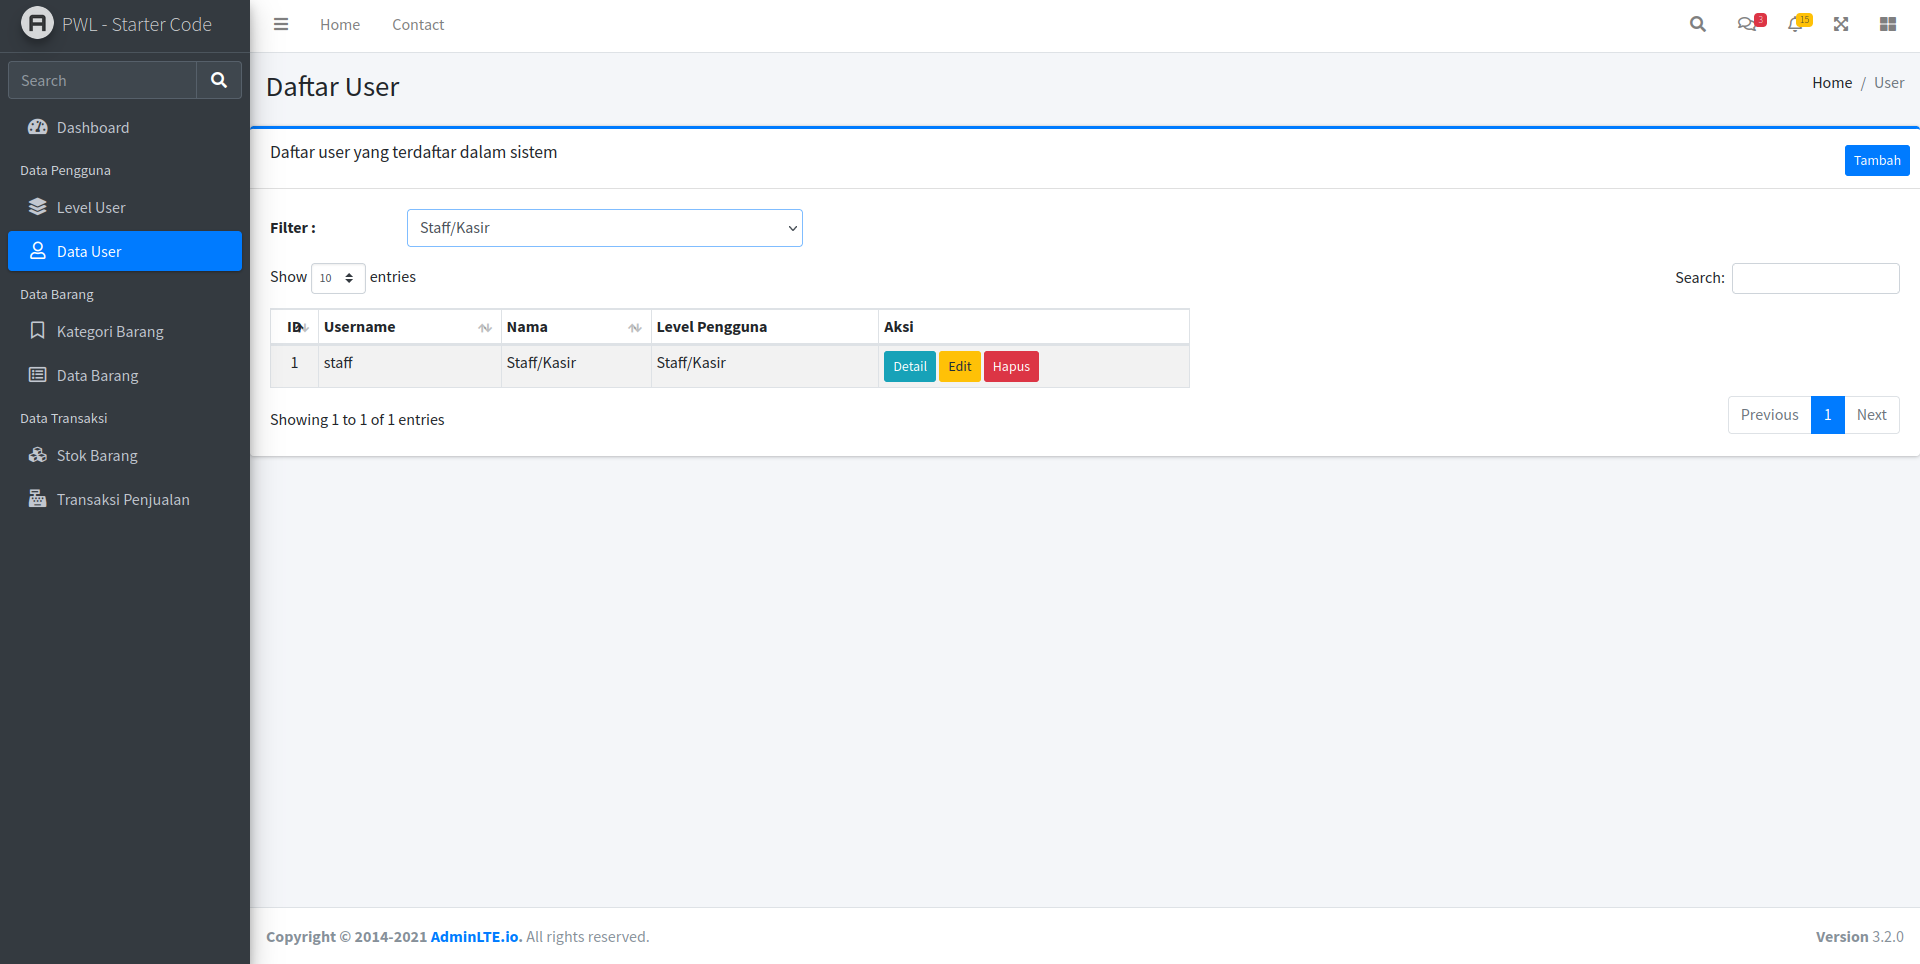 PWL - Starter Code
Home Contact
3
15
Search
Dashboard
Data Pengguna
Level User
Data User
Data Barang
Kategori Barang
Data Barang
Data Transaksi
Stok Barang
Transaksi Penjualan
Daftar User
Home / User
Daftar user yang terdaftar dalam sistem
Tambah
Filter : Staff/Kasir
Show 10 entries
Search:
ID Username Nama Level Pengguna Aksi
1 staff Staff/Kasir Staff/Kasir Detail Edit Hapus
Showing 1 to 1 of 1 entries
Previous 1 Next
Copyright © 2014-2021 AdminLTE.io. All rights reserved.
Version 3.2.0